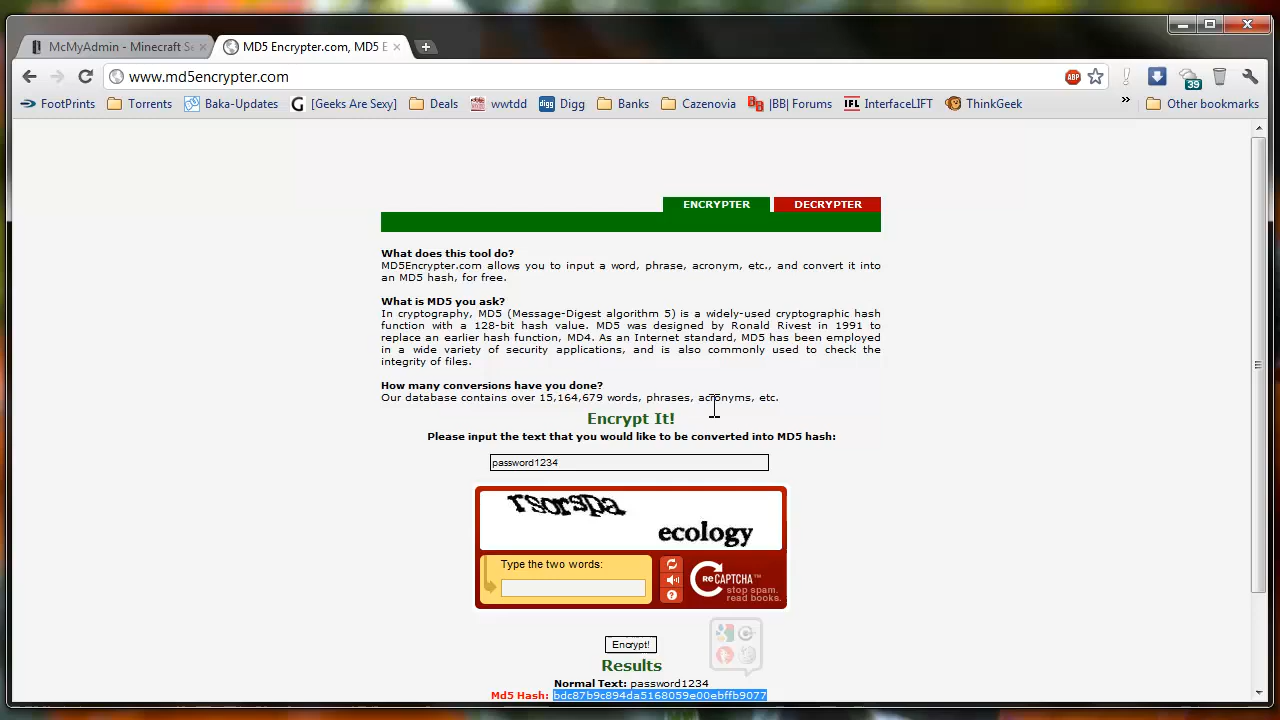 McMyAdmin - Minecraft Se
MD5 Encrypter.com, MD5 E
www.md5encrypter.com
ABP
39
FootPrints
Torrents
Baka-Updates
G [Geeks Are Sexy]
Deals
wwtdd
digg Digg
Banks
Cazenovia
BB |BB| Forums
IFL InterfaceLIFT
ThinkGeek
»
Other bookmarks
ENCRYPTER
DECRYPTER
What does this tool do?
MD5Encrypter.com allows you to input a word, phrase, acronym, etc., and convert it into
an MD5 hash, for free.
What is MD5 you ask?
In cryptography, MD5 (Message-Digest algorithm 5) is a widely-used cryptographic hash
function with a 128-bit hash value. MD5 was designed by Ronald Rivest in 1991 to
replace an earlier hash function, MD4. As an Internet standard, MD5 has been employed
in a wide variety of security applications, and is also commonly used to check the
integrity of files.
How many conversions have you done?
Our database contains over 15,164,679 words, phrases, acronyms, etc.
Encrypt It!
Please input the text that you would like to be converted into MD5 hash:
password1234
ecology
Type the two words:
reCAPTCHA™
stop spam.
read books.
Encrypt!
Results
Normal Text: password1234
Md5 Hash: bdc87b9c894da5168059e00ebffb9077